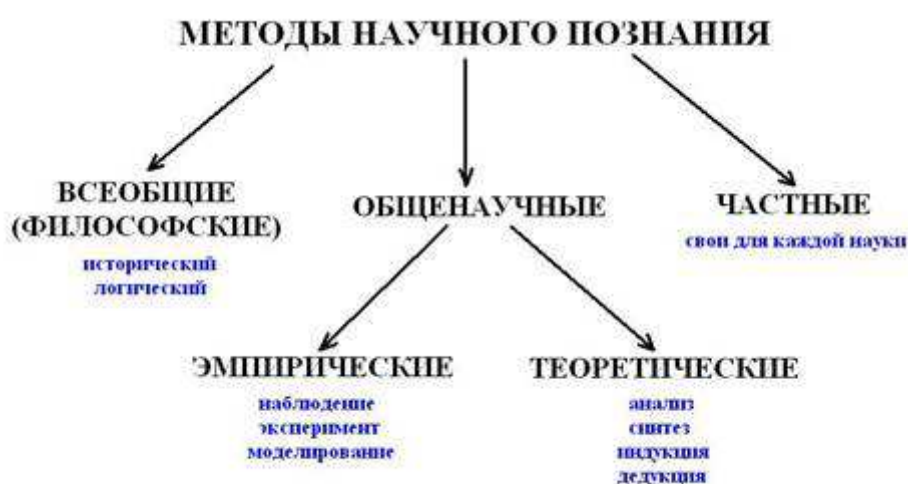 МЕТОДЫ НАУЧНОГО ПОЗНАНИЯ
ВСЕОБЩИЕ
(ФИЛОСОФСКИЕ)
исторический
логический
ОБЩЕНАУЧНЫЕ
ЧАСТНЫЕ
свои для каждой науки
ЭМПИРИЧЕСКИЕ
наблюдение
эксперимент
моделирование
ТЕОРЕТИЧЕСКИЕ
анализ
синтез
индукция
дедукция